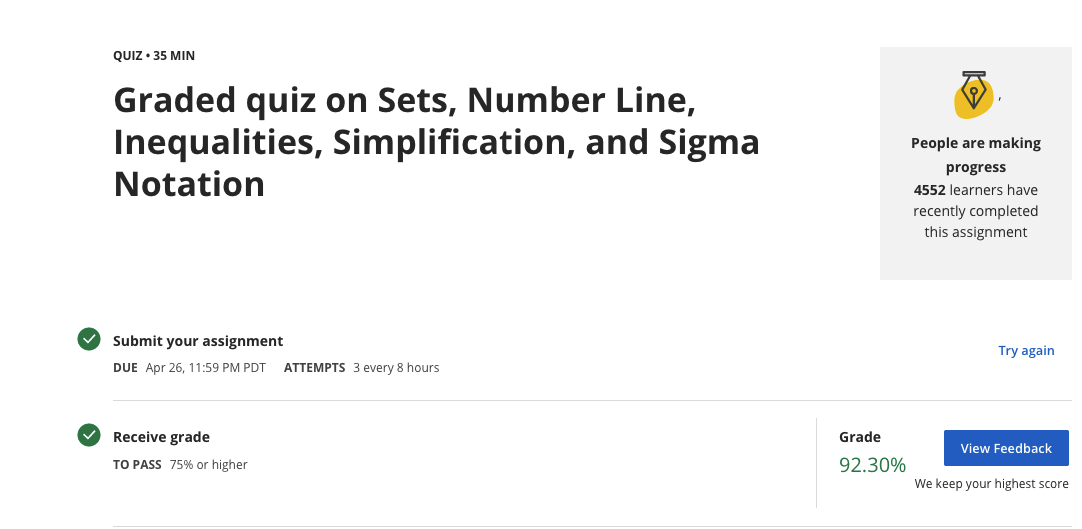 QUIZ • 35 MIN
Graded quiz on Sets, Number Line,
Inequalities, Simplification, and Sigma
Notation
,
People are making
progress
4552 learners have
recently completed
this assignment
Submit your assignment
DUE Apr 26, 11:59 PM PDT ATTEMPTS 3 every 8 hours
Try again
Receive grade
TO PASS 75% or higher
Grade
92.30%
View Feedback
We keep your highest score